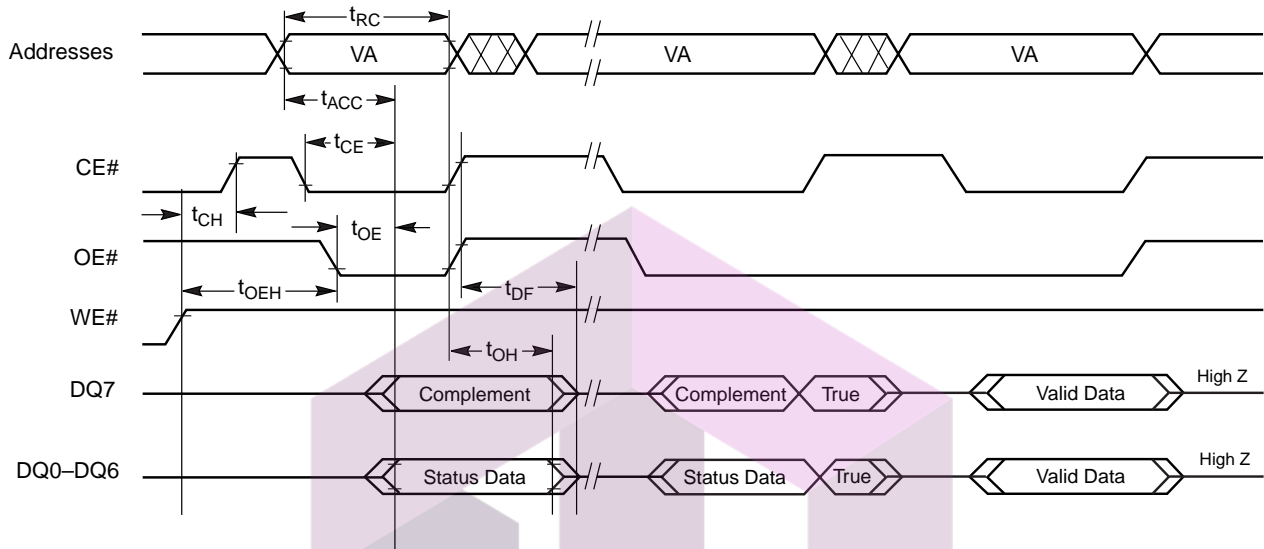 tRC
Addresses VA VA VA
tACC
tCE
CE#
tCH
tOE
OE#
tOEH tDF
WE#
tOH
DQ7 Complement Complement True Valid Data High Z
DQ0–DQ6 Status Data Status Data True Valid Data High Z